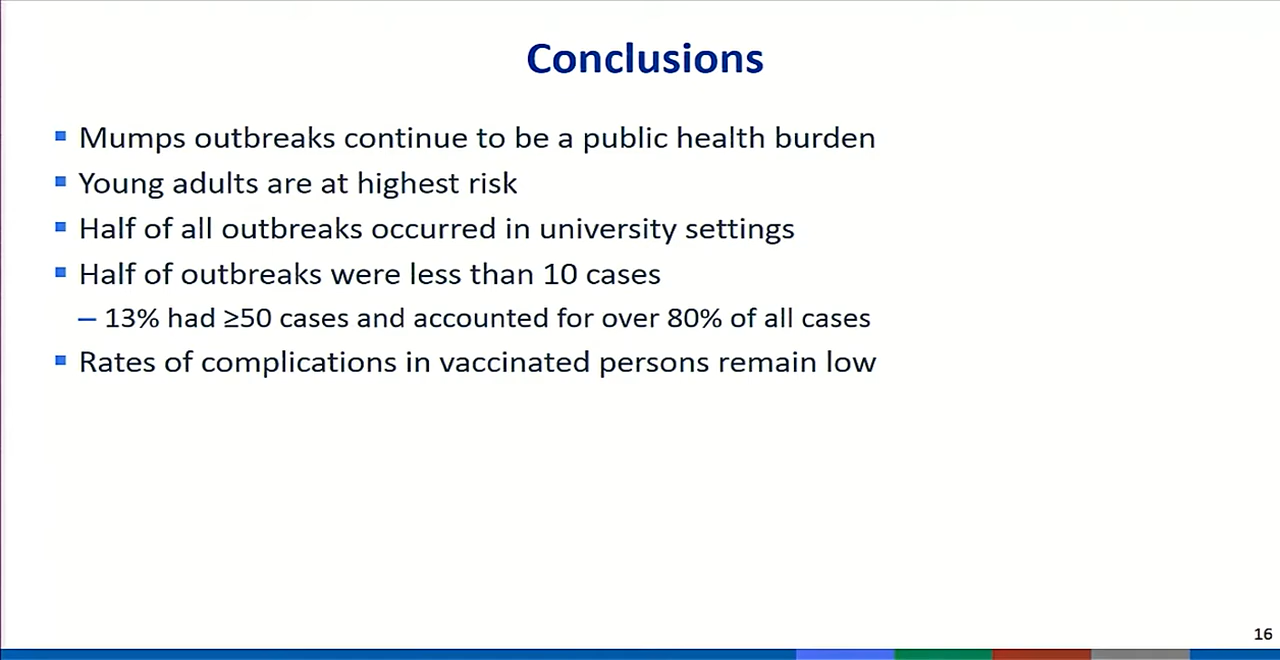 Conclusions
Mumps outbreaks continue to be a public health burden
Young adults are at highest risk
Half of all outbreaks occurred in university settings
Half of outbreaks were less than 10 cases
– 13% had ≥50 cases and accounted for over 80% of all cases
Rates of complications in vaccinated persons remain low
16